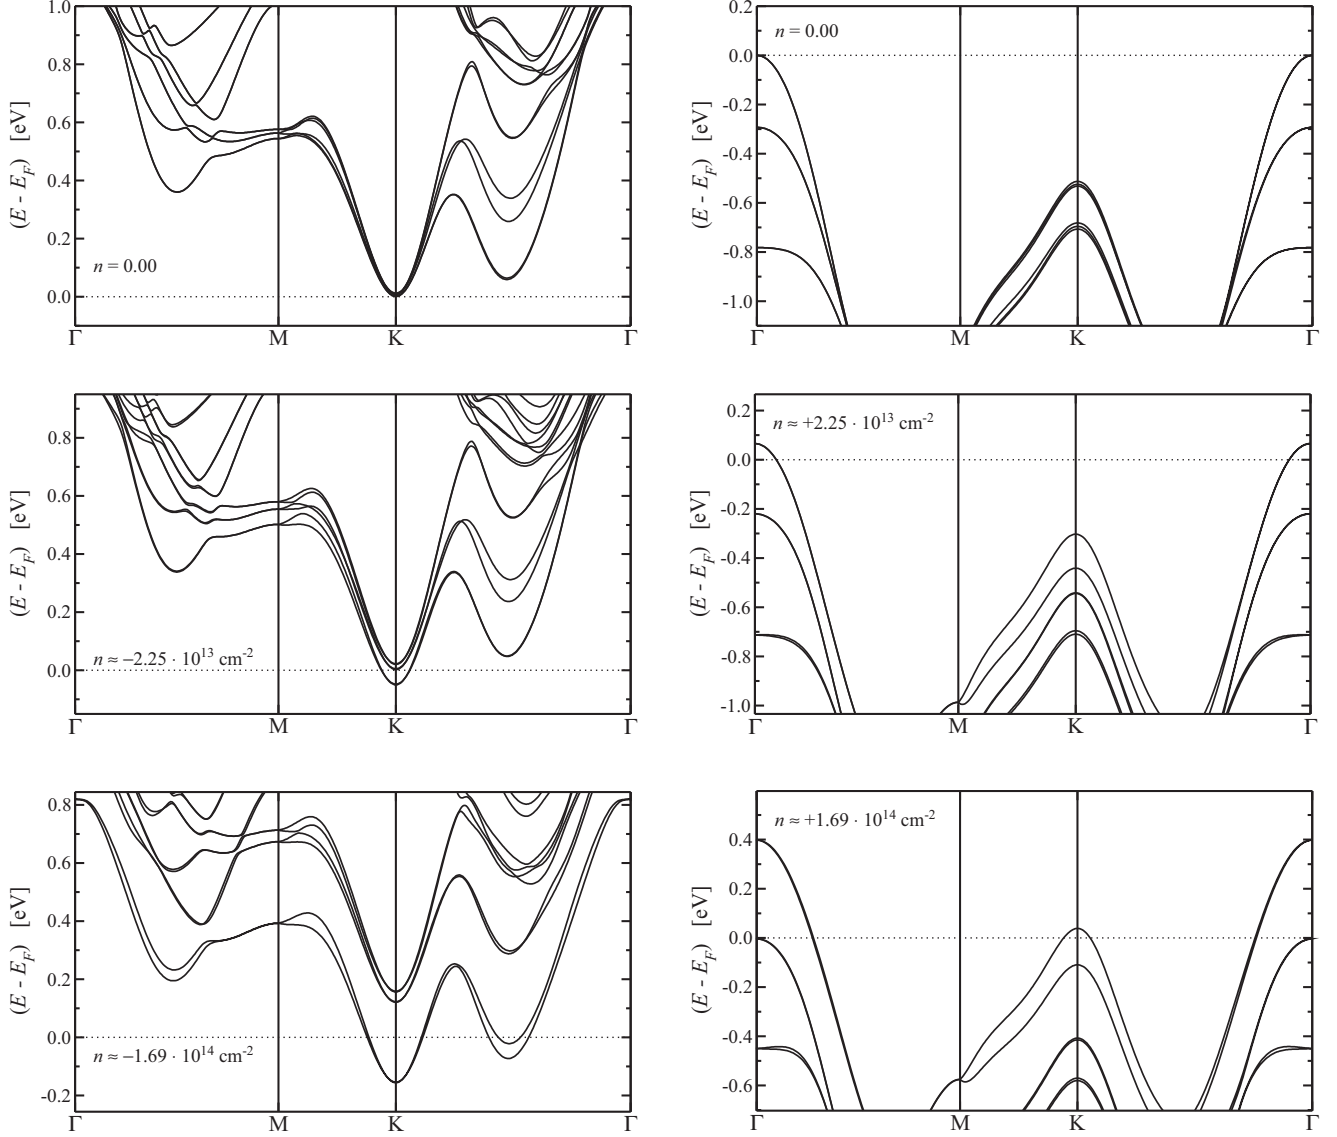 1.0
0.8
0.6
0.4
0.2
0.0
(E - E_F) [eV]
n = 0.00
Γ M K Γ
0.2
0.0
-0.2
-0.4
-0.6
-0.8
-1.0
(E - E_F) [eV]
n = 0.00
Γ M K Γ
0.8
0.6
0.4
0.2
0.0
(E - E_F) [eV]
n ≈ −2.25 · 10^13 cm^-2
Γ M K Γ
0.2
0.0
-0.2
-0.4
-0.6
-0.8
-1.0
(E - E_F) [eV]
n ≈ +2.25 · 10^13 cm^-2
Γ M K Γ
0.8
0.6
0.4
0.2
0.0
-0.2
(E - E_F) [eV]
n ≈ −1.69 · 10^14 cm^-2
Γ M K Γ
0.4
0.2
0.0
-0.2
-0.4
-0.6
(E - E_F) [eV]
n ≈ +1.69 · 10^14 cm^-2
Γ M K Γ